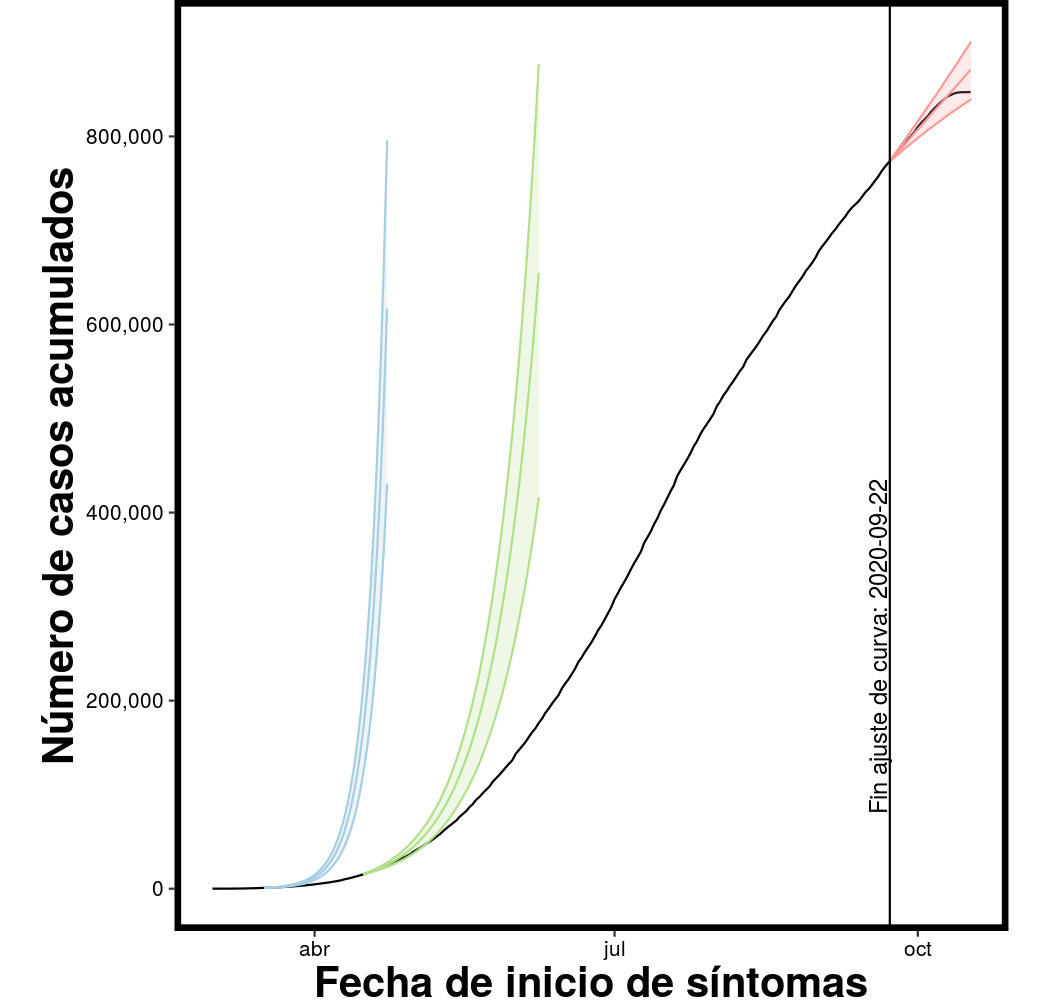 Número de casos acumulados
800,000
600,000
400,000
200,000
0
Fin ajuste de curva: 2020-09-22
abr
jul
oct
Fecha de inicio de síntomas